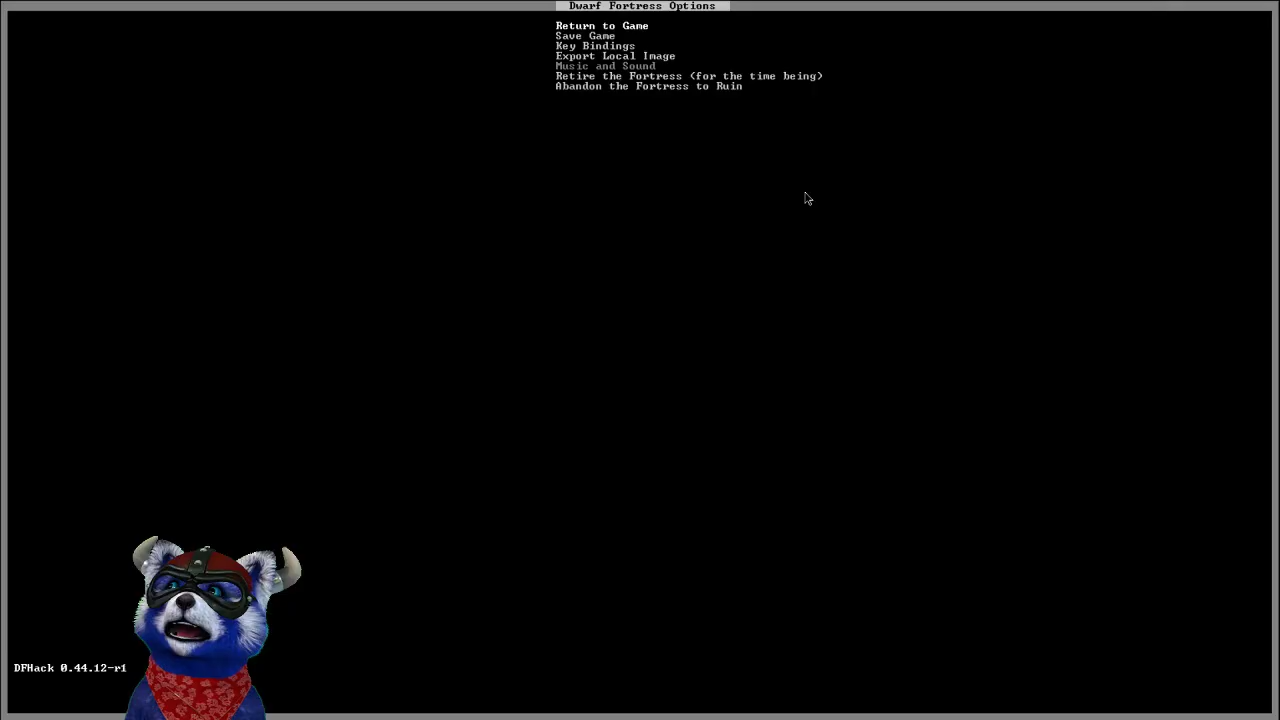 Dwarf Fortress Options
Return to Game
Save Game
Key Bindings
Export Local Image
Music and Sound
Retire the Fortress (for the time being)
Abandon the Fortress to Ruin
DFHack 0.44.12-r1